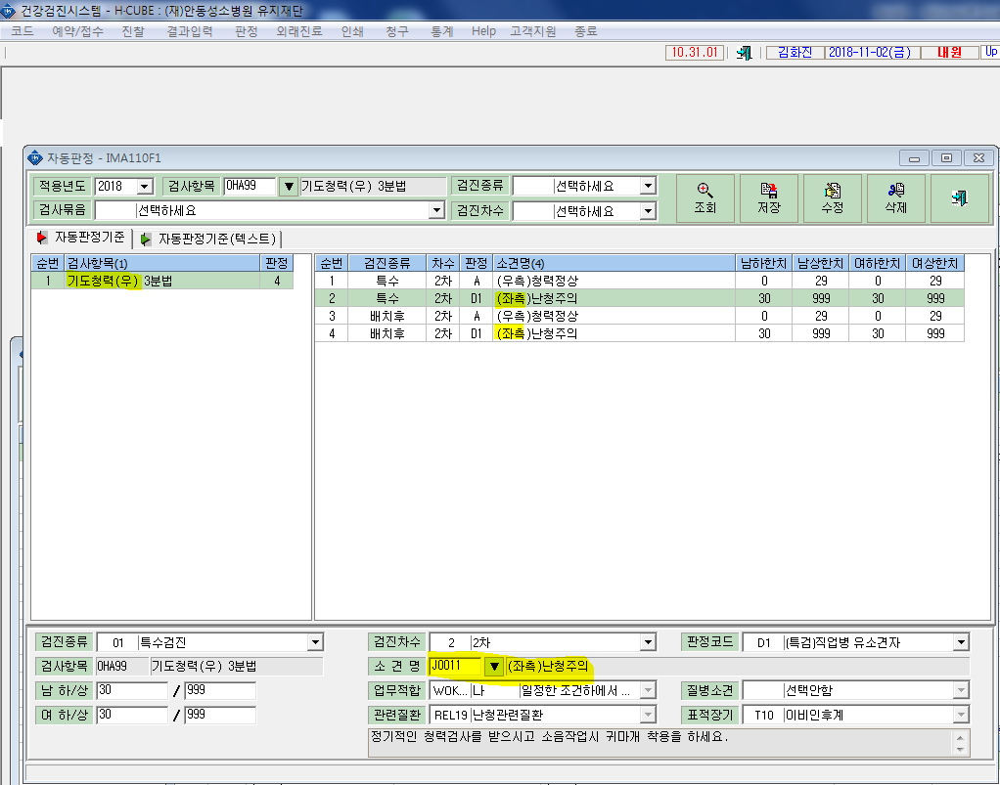 건강검진시스템 - H-CUBE : (재)안동성소병원 유지재단
코드 예약/접수 진찰 결과입력 판정 외래진료 인쇄 청구 통계 Help 고객지원 종료
10.31.01 김화진 2018-11-02(금) 내원 Up
자동판정 - IMA110F1
적용년도 2018 검사항목 0HA99 기도청력(우) 3분법 검진종류 선택하세요
검사묶음 선택하세요 검진차수 선택하세요
조회 저장 수정 삭제
자동판정기준 자동판정기준(텍스트)
순번 검사항목(1) 판정
1 기도청력(우) 3분법 4
순번 검진종류 차수 판정 소견명(4) 남하한치 남상한치 여하한치 여상한치
1 특수 2차 A (우측)청력정상 0 29 0 29
2 특수 2차 D1 (좌측)난청주의 30 999 30 999
3 배치후 2차 A (우측)청력정상 0 29 0 29
4 배치후 2차 D1 (좌측)난청주의 30 999 30 999
검진종류 01 특수검진 검진차수 2 2차 판정코드 D1 (특검)직업병 유소견자
검사항목 0HA99 기도청력(우) 3분법 소 견 명 J0011 (좌측)난청주의
남 하/상 30 / 999 업무적합 WOK... 나 일정한 조건하에서 ... 질병소견 선택안함
여 하/상 30 / 999 관련질환 REL19 난청관련질환 표적장기 T10 이비인후계
정기적인 청력검사를 받으시고 소음작업시 귀마개 착용을 하세요.